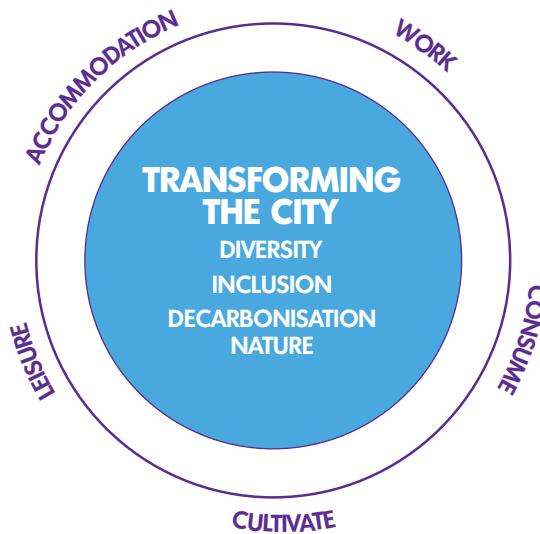 ACCOMMODATION
WORK
TRANSFORMING
THE CITY
DIVERSITY
INCLUSION
DECARBONISATION
NATURE
LEISURE
CONSUME
CULTIVATE